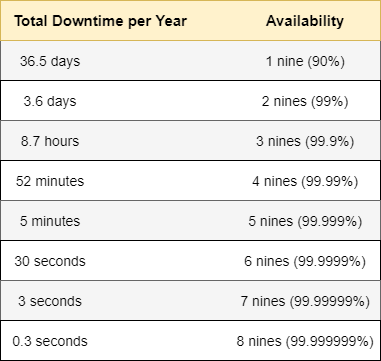 Total Downtime per Year Availability
36.5 days 1 nine (90%)
3.6 days 2 nines (99%)
8.7 hours 3 nines (99.9%)
52 minutes 4 nines (99.99%)
5 minutes 5 nines (99.999%)
30 seconds 6 nines (99.9999%)
3 seconds 7 nines (99.99999%)
0.3 seconds 8 nines (99.999999%)